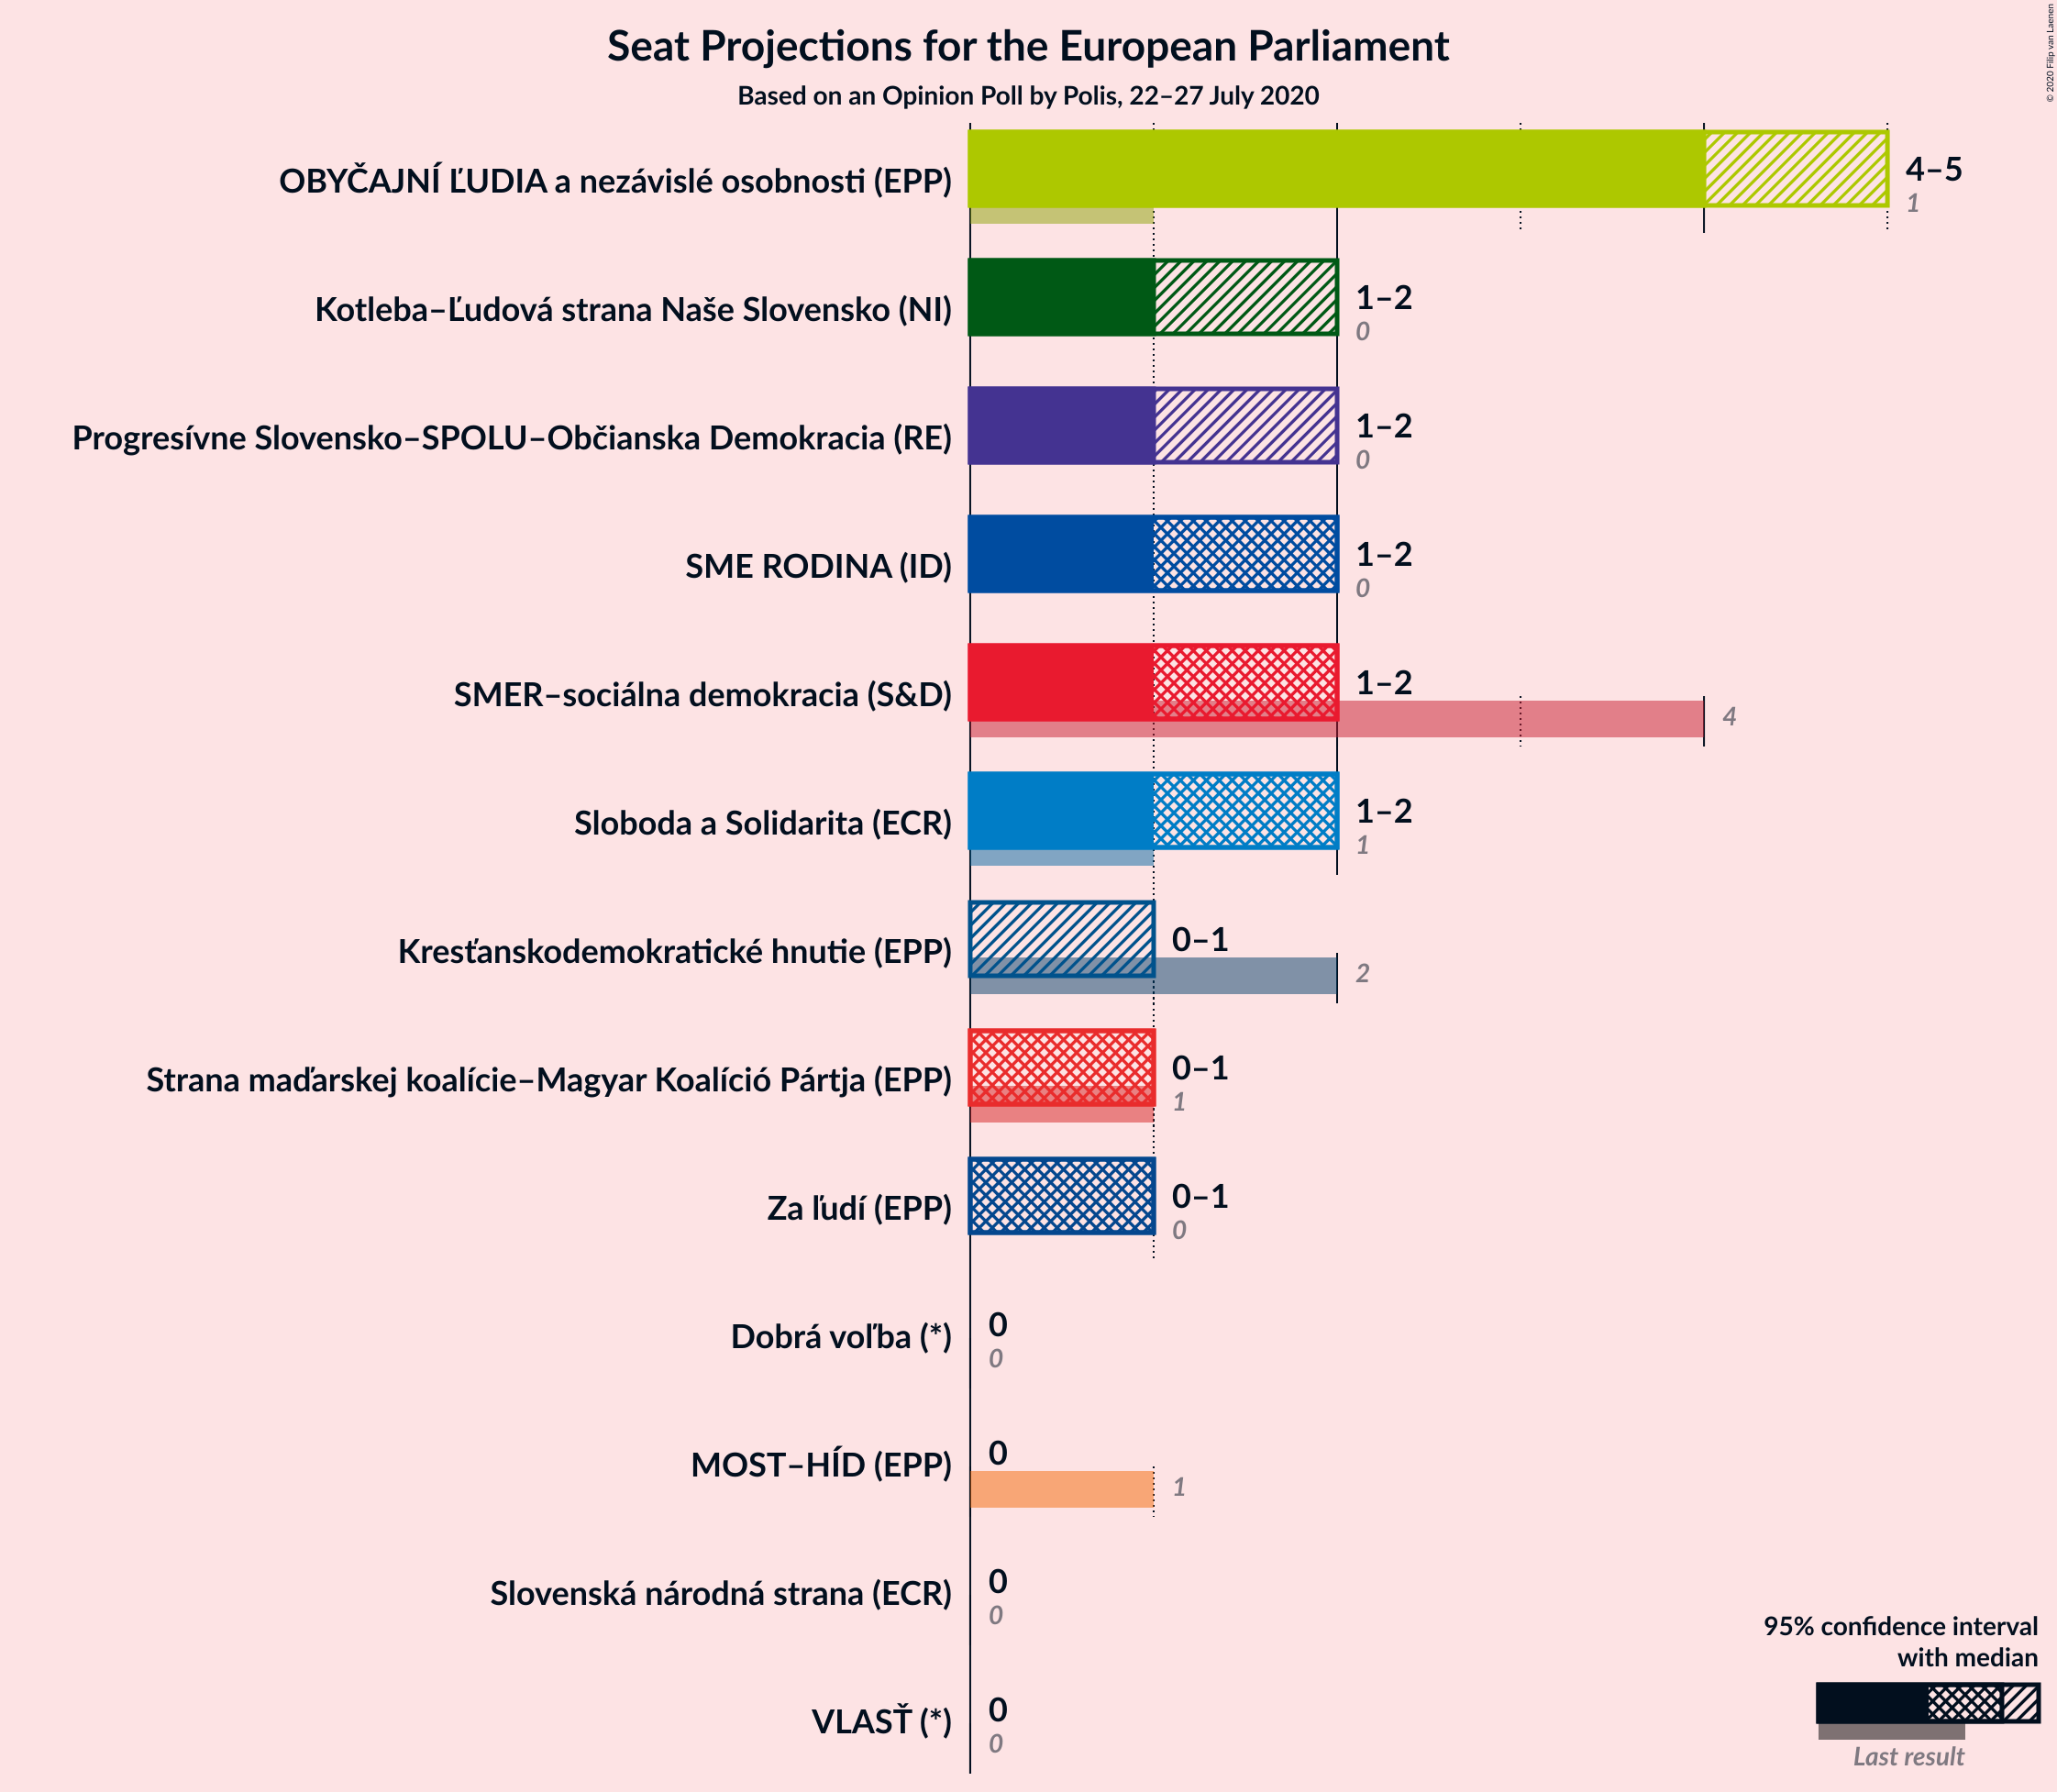 Seat Projections for the European Parliament
Based on an Opinion Poll by Polis, 22–27 July 2020
© 2020 Filip van Laenen
OBYČAJNÍ ĽUDIA a nezávislé osobnosti (EPP)
4–5
1
Kotleba–Ľudová strana Naše Slovensko (NI)
1–2
0
Progresívne Slovensko–SPOLU–Občianska Demokracia (RE)
1–2
0
SME RODINA (ID)
1–2
0
SMER–sociálna demokracia (S&D)
1–2
4
Sloboda a Solidarita (ECR)
1–2
1
Kresťanskodemokratické hnutie (EPP)
0–1
2
Strana maďarskej koalície–Magyar Koalíció Pártja (EPP)
0–1
1
Za ľudí (EPP)
0–1
0
Dobrá voľba (*)
0
0
MOST–HÍD (EPP)
0
1
Slovenská národná strana (ECR)
0
0
VLASŤ (*)
0
0
95% confidence interval
with median
Last result